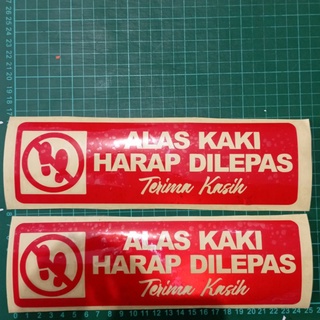 ALAS KAKI
HARAP DILEPAS
Terima Kasih
ALAS KAKI
HARAP DILEPAS
Terima Kasih